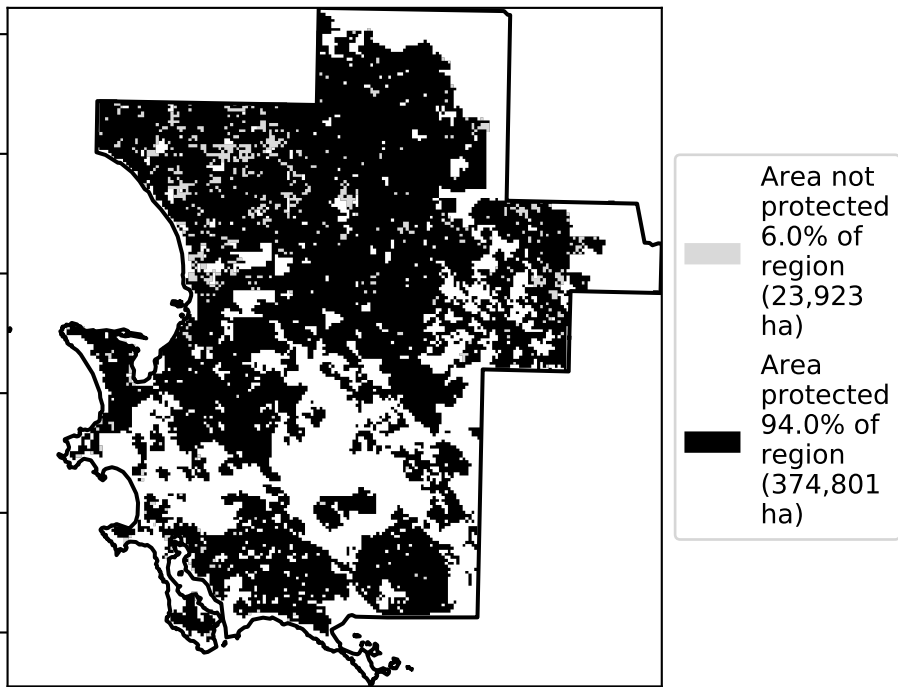 Area not
protected
6.0% of
region
(23,923
ha)
Area
protected
94.0% of
region
(374,801
ha)